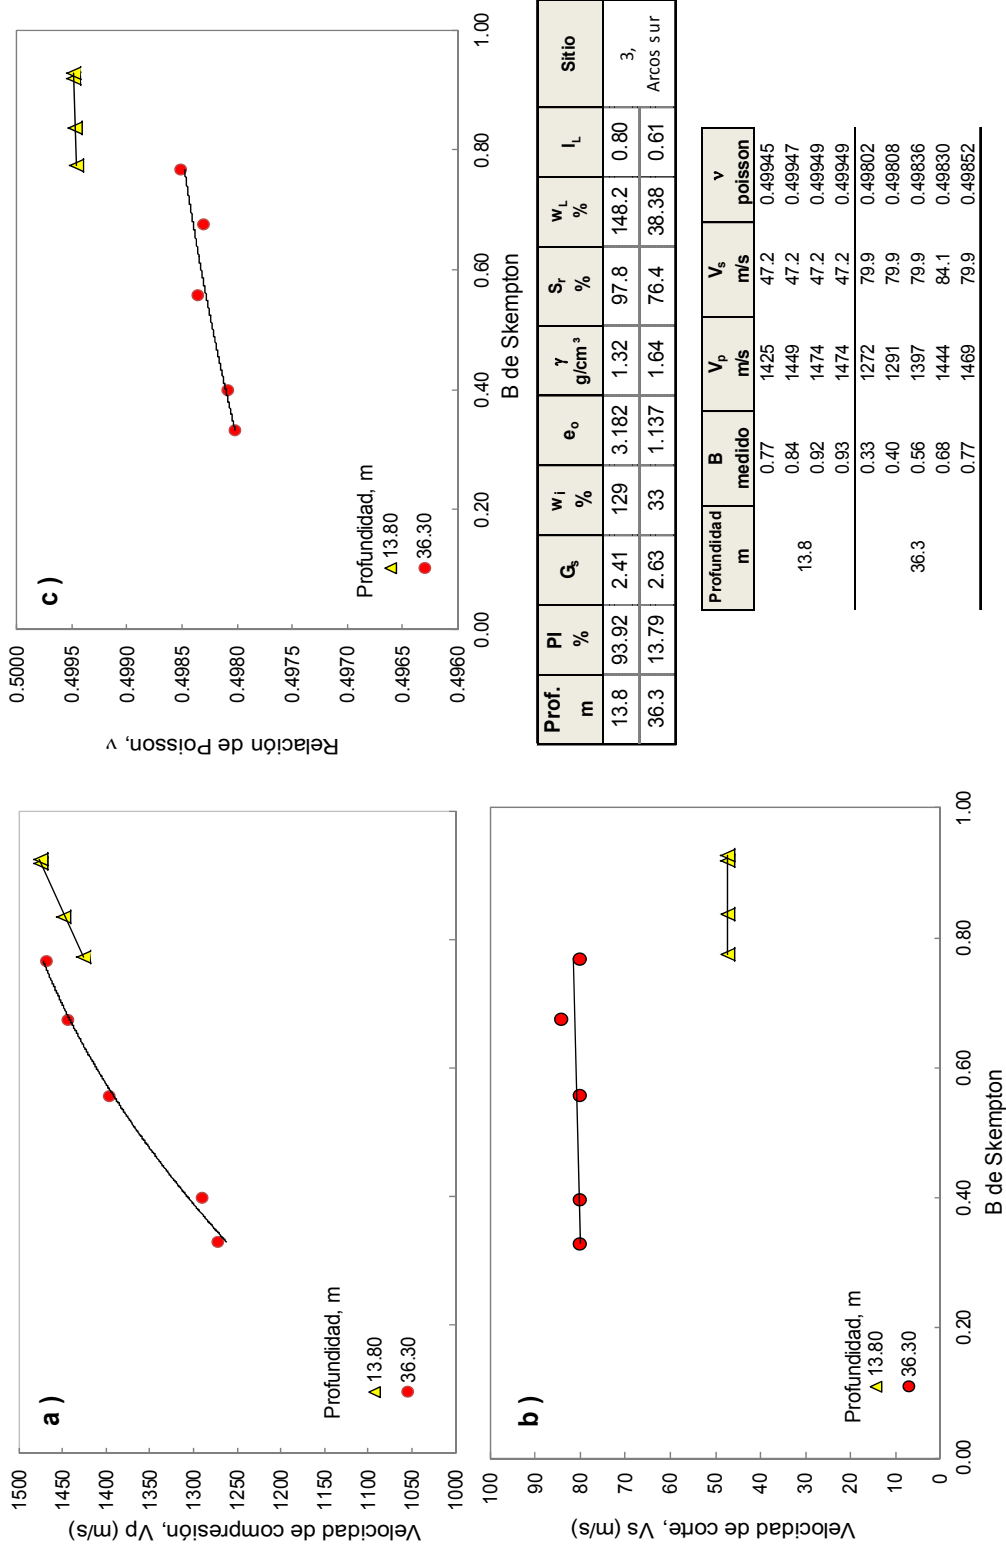 a )
Velocidad de compresión, Vp (m/s)
1500
1450
1400
1350
1300
1250
1200
1150
1100
1050
1000
Profundidad, m
13.80
36.30
b )
Velocidad de corte, Vs (m/s)
100
90
80
70
60
50
40
30
20
10
0
0.00 0.20 0.40 0.60 0.80 1.00
B de Skempton
Profundidad, m
13.80
36.30
c )
Relación de Poisson, ν
0.5000
0.4995
0.4990
0.4985
0.4980
0.4975
0.4970
0.4965
0.4960
0.00 0.20 0.40 0.60 0.80 1.00
B de Skempton
Profundidad, m
13.80
36.30
Prof. m PI % Gs wi % eo γ g/cm³ Sr % wL % IL Sitio
13.8 93.92 2.41 129 3.182 1.32 97.8 148.2 0.80 3,
36.3 13.79 2.63 33 1.137 1.64 76.4 38.38 0.61 Arcos sur
Profundidad m B medido Vp m/s Vs m/s ν poisson
13.8 0.77 1425 47.2 0.49945
0.84 1449 47.2 0.49947
0.92 1474 47.2 0.49949
0.93 1474 47.2 0.49949
36.3 0.33 1272 79.9 0.49802
0.40 1291 79.9 0.49808
0.56 1397 79.9 0.49836
0.68 1444 84.1 0.49830
0.77 1469 79.9 0.49852